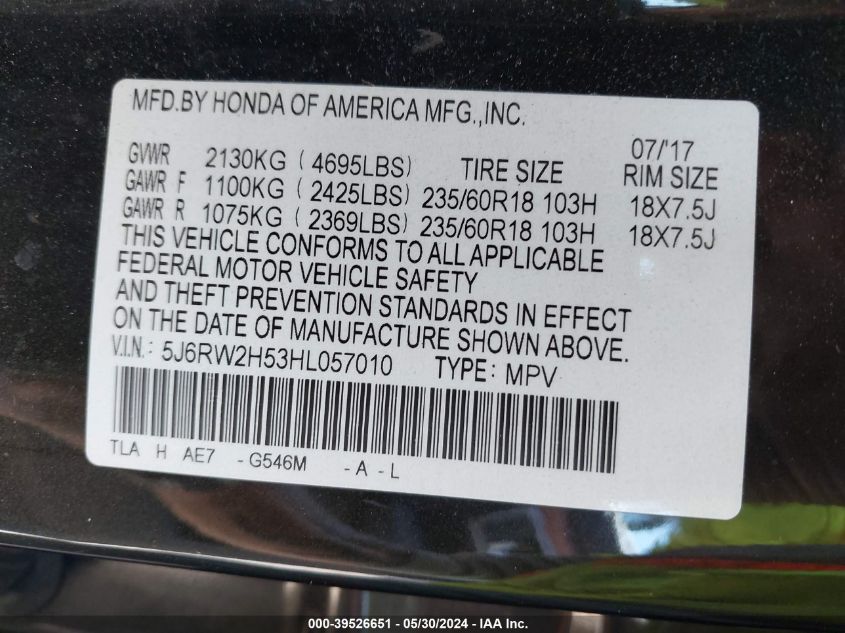 MFD.BY HONDA OF AMERICA MFG.,INC.
07/'17
GVWR 2130KG ( 4695LBS) TIRE SIZE RIM SIZE
GAWR F 1100KG ( 2425LBS) 235/60R18 103H 18X7.5J
GAWR R 1075KG ( 2369LBS) 235/60R18 103H 18X7.5J
THIS VEHICLE CONFORMS TO ALL APPLICABLE
FEDERAL MOTOR VEHICLE SAFETY
AND THEFT PREVENTION STANDARDS IN EFFECT
ON THE DATE OF MANUFACTURE SHOWN ABOVE.
V.I.N.: 5J6RW2H53HL057010 TYPE: MPV
TLA H AE7 - G546M - A - L
000-39526651 / 05/30/2024 - IAA Inc.